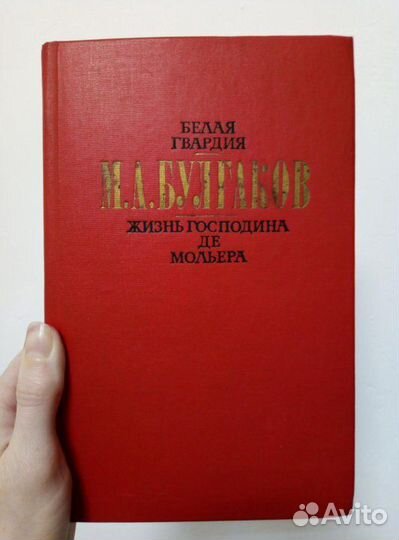 БЕЛАЯ
ГВАРДИЯ
М.А.БУЛГАКОВ
ЖИЗНЬ ГОСПОДИНА
ДЕ
МОЛЬЕРА
Avito